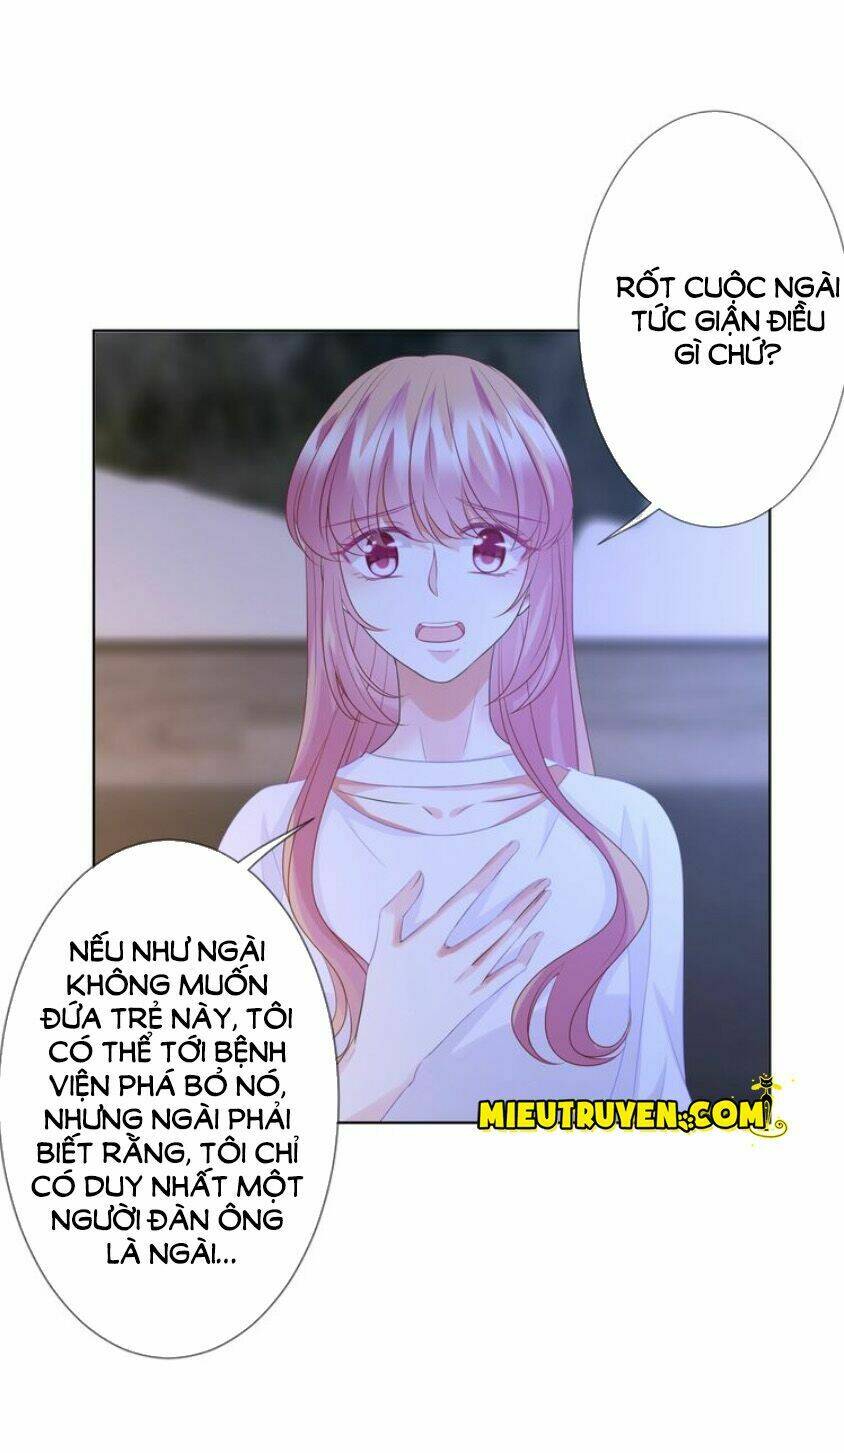 RỐT CUỘC NGÀI
TỨC GIẬN ĐIỀU
GÌ CHỨ?
NẾU NHƯ NGÀI
KHÔNG MUỐN
ĐỨA TRẺ NÀY, TÔI
CÓ THỂ TỚI BỆNH
VIỆN PHÁ BỎ NÓ,
NHƯNG NGÀI PHẢI
BIẾT RẰNG, TÔI CHỈ
CÓ DUY NHẤT MỘT
NGƯỜI ĐÀN ÔNG
LÀ NGÀI...
MIEUTRUYEN.COM